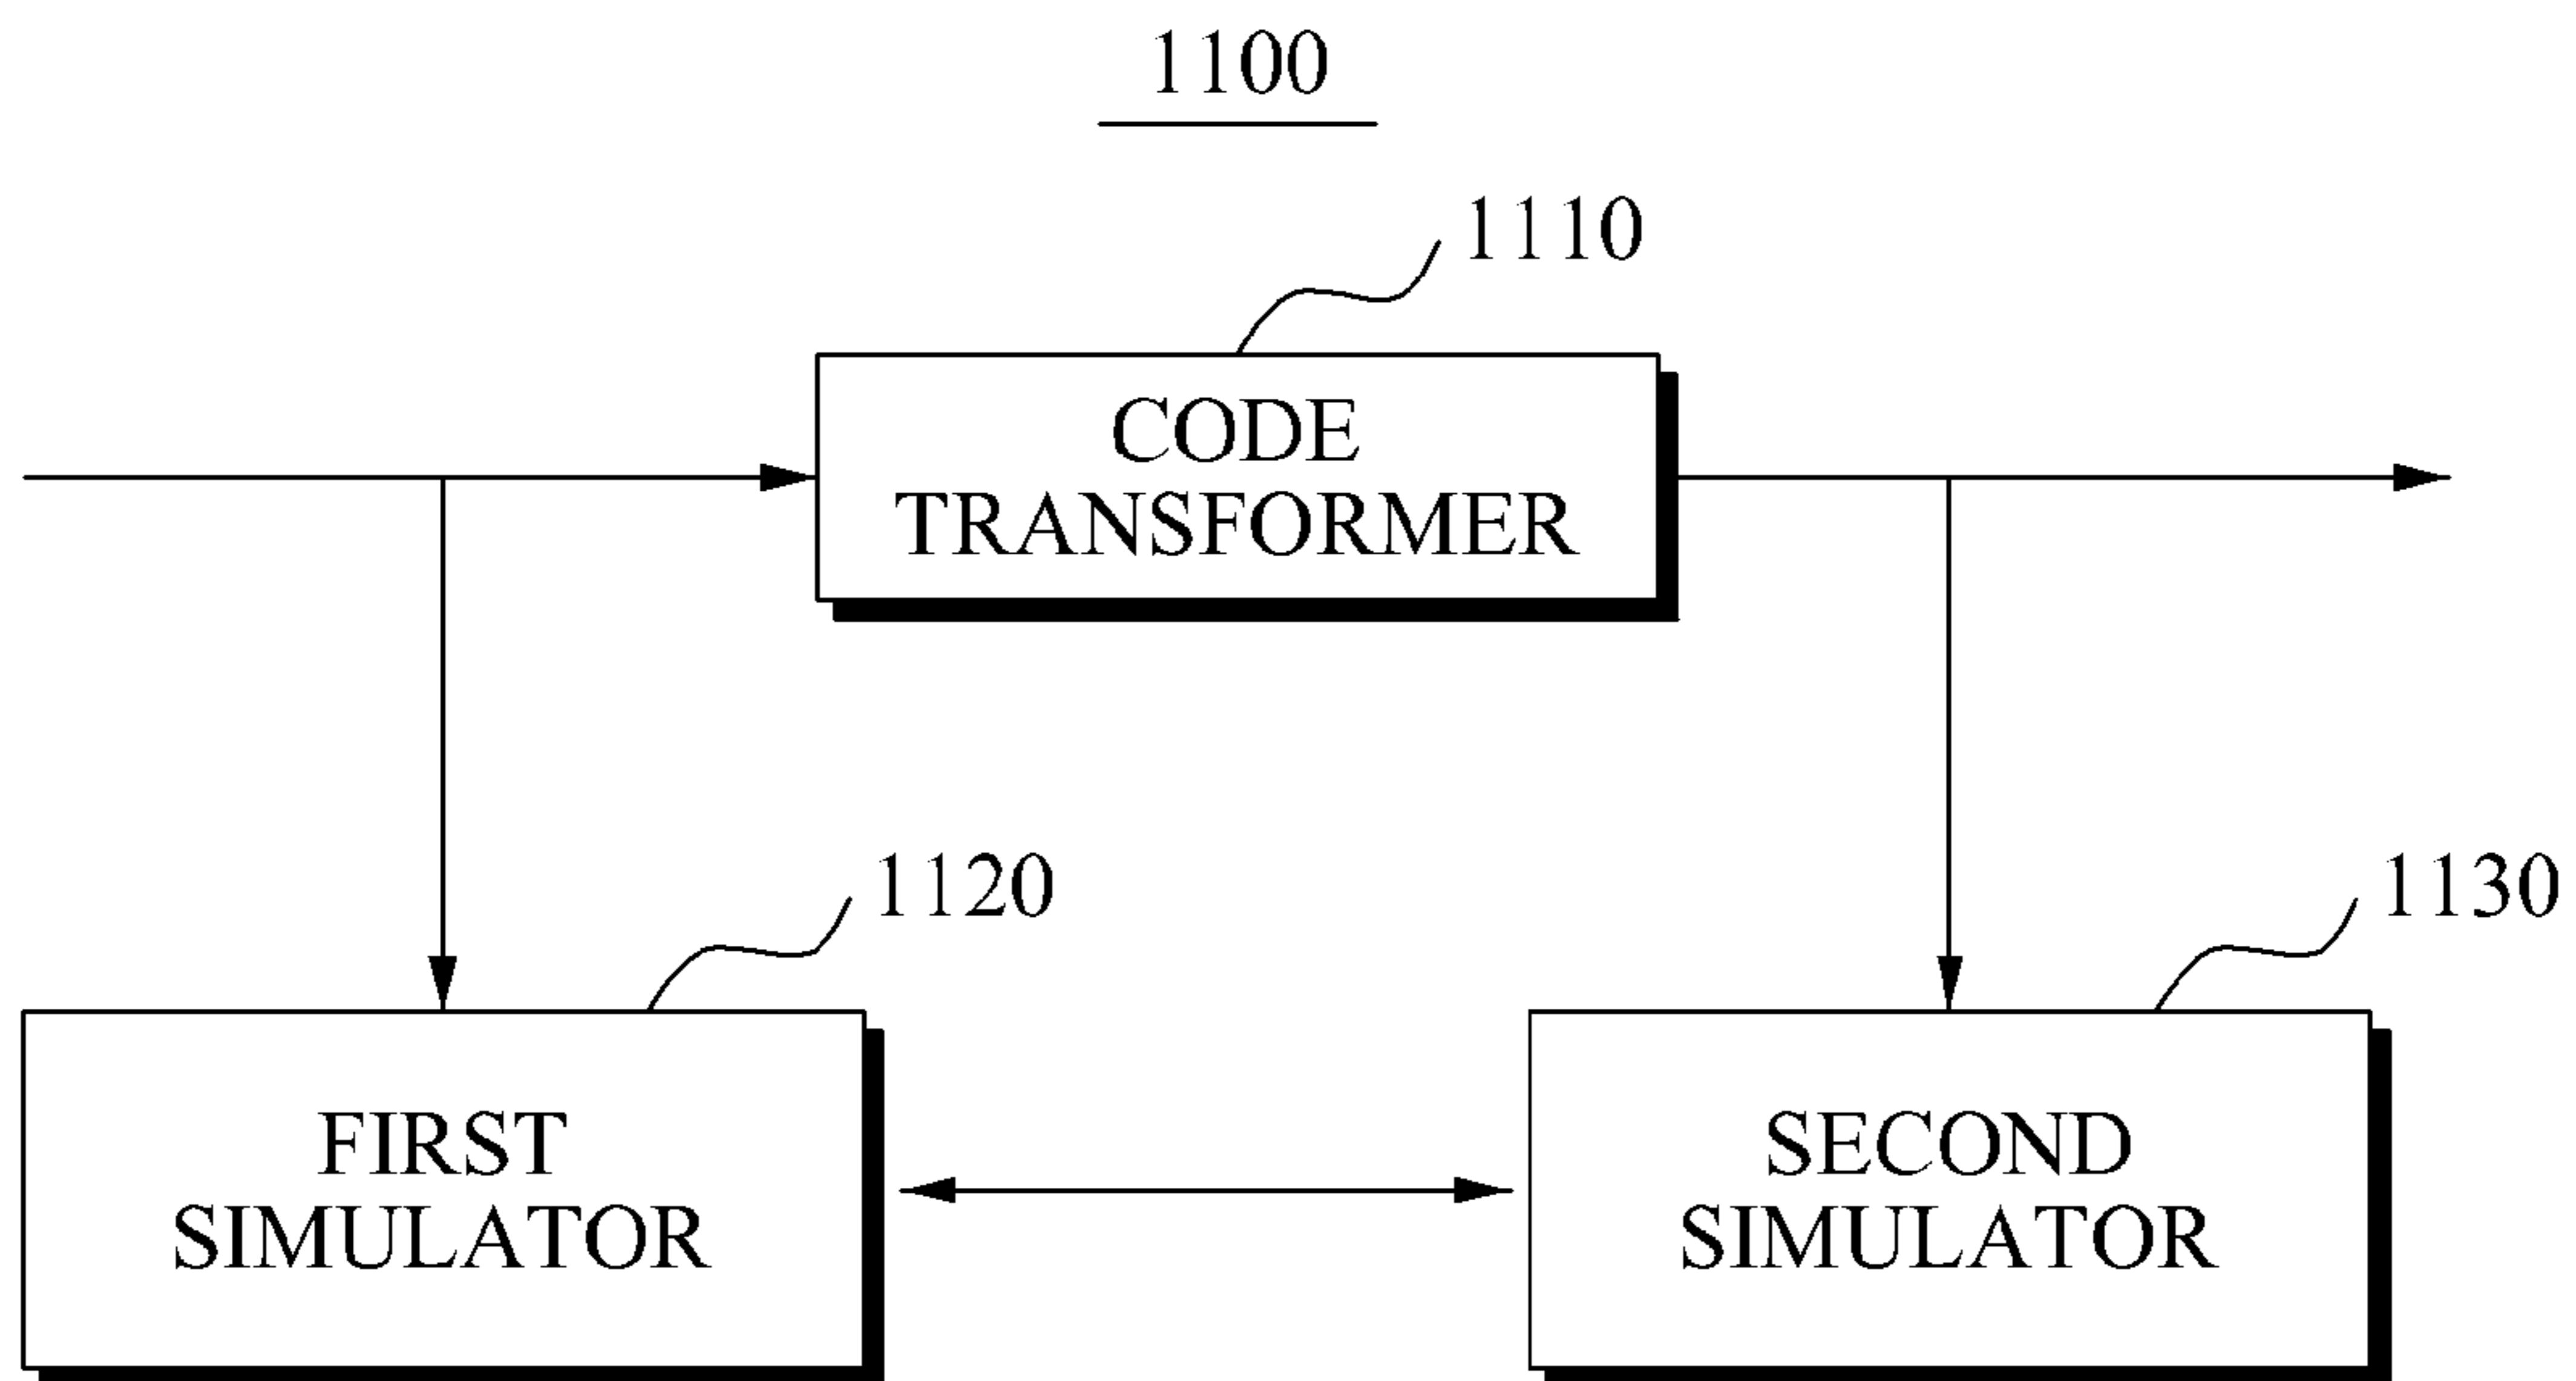 1100
1110
CODE
TRANSFORMER
1120
1130
FIRST
SIMULATOR
SECOND
SIMULATOR